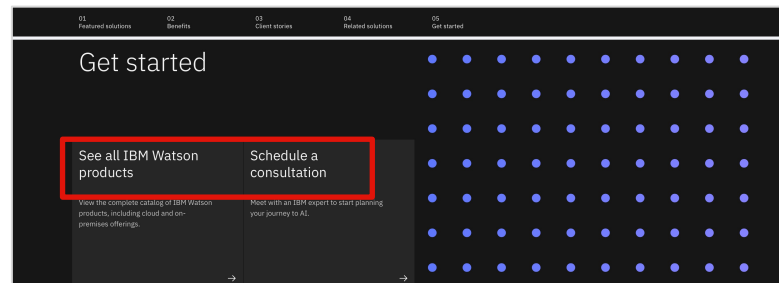 01
Featured solutions
02
Benefits
03
Client stories
04
Related solutions
05
Get started
Get started
See all IBM Watson
products
View the complete catalog of IBM Watson
products, including cloud and on-
premises offerings.
Schedule a
consultation
Meet with an IBM expert to start planning
your journey to AI.